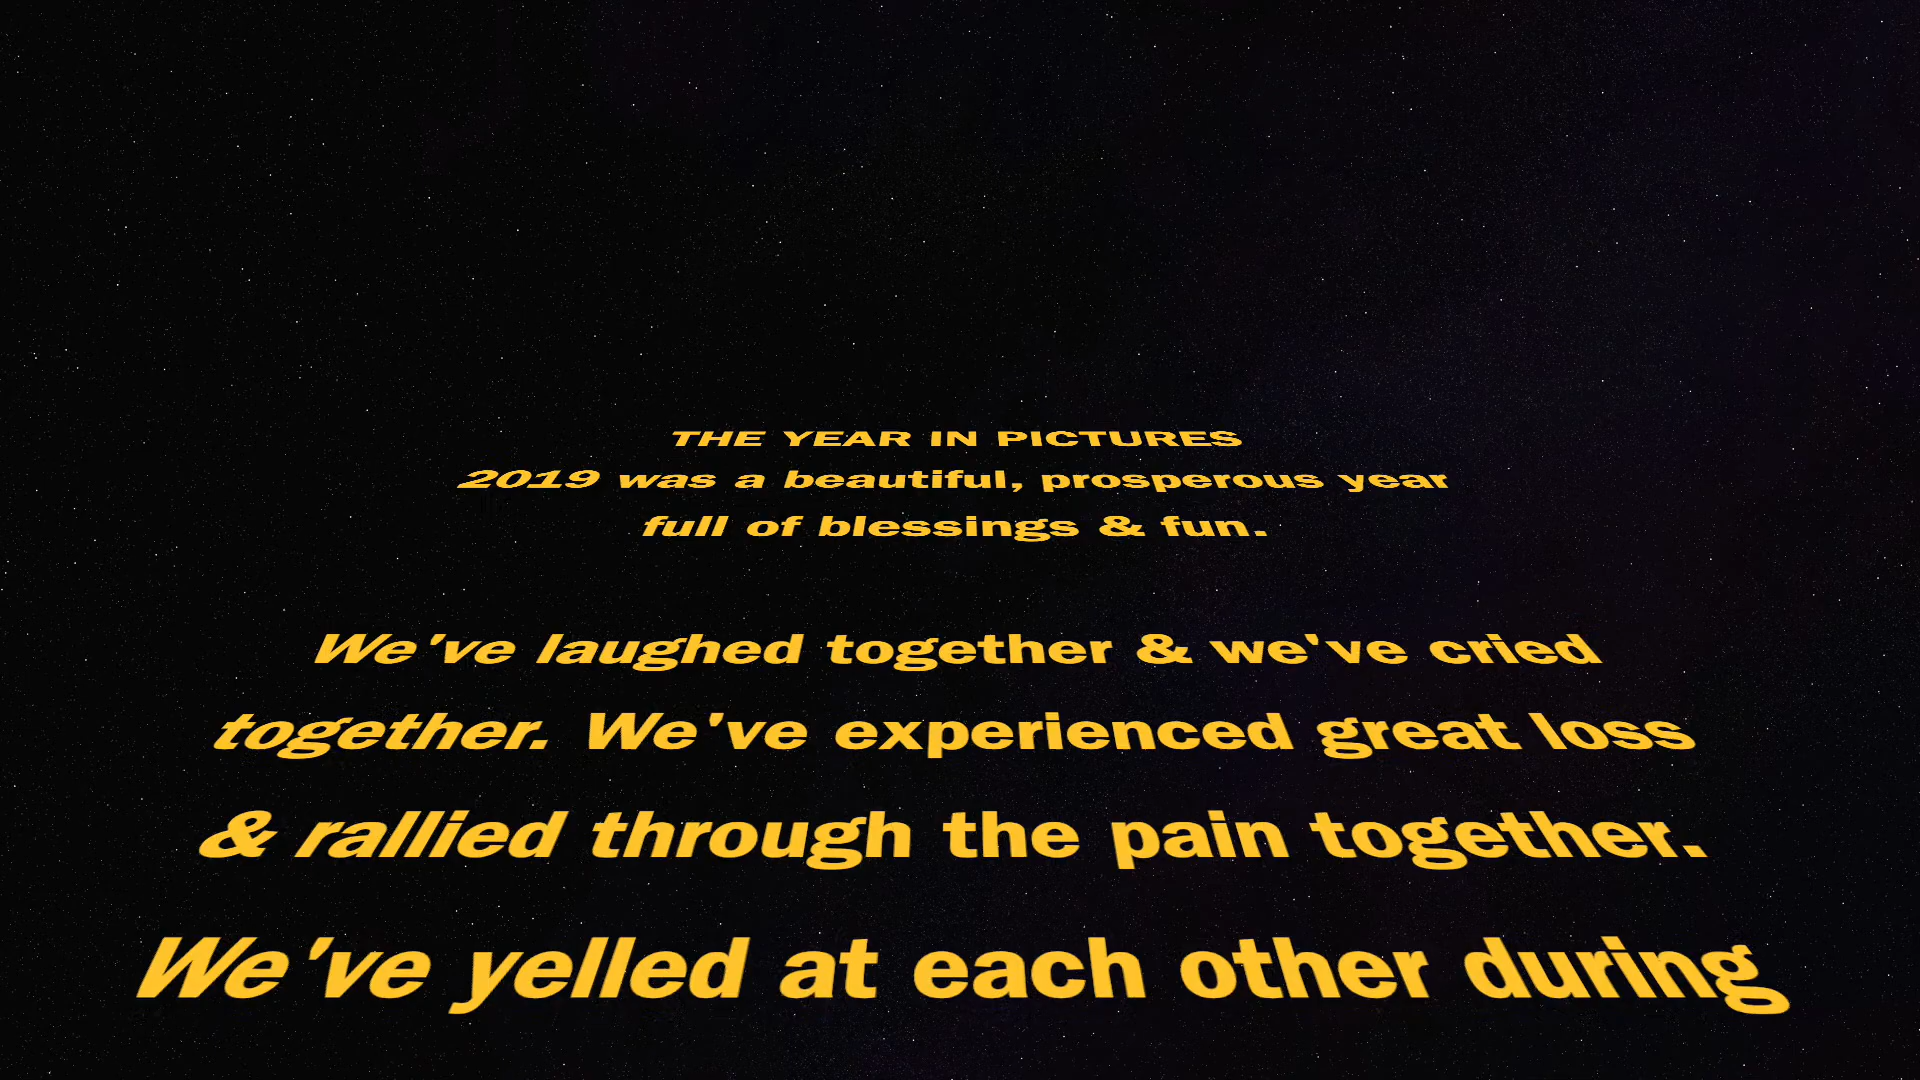 THE YEAR IN PICTURES
2019 was a beautiful, prosperous year
full of blessings & fun.
We've laughed together & we've cried
together. We've experienced great loss
& rallied through the pain together.
We've yelled at each other during